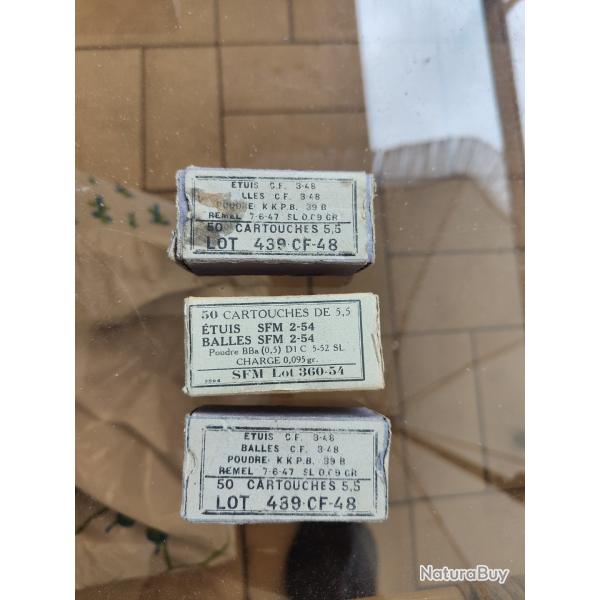 ETUIS C.F. 3-48
LLES C.F. 3-48
POUDRE K K.P.B. 39 B
REMEL 7-6-47 SL 0.09 GR
50 CARTOUCHES 5,5
LOT 439-CF-48
50 CARTOUCHES DE 5,5
ÉTUIS SFM 2-54
BALLES SFM 2-54
Poudre BBa (0,5) D1 C 5-52 SL
CHARGE 0,095 gr.
SFM Lot 360-54
ETUIS C.F. 3-48
BALLES C.F. 3-48
POUDRE K K.P.B. 39 B
REMEL 7-6-47 SL 0.09 GR
50 CARTOUCHES 5,5
LOT 439-CF-48
NaturaBuy